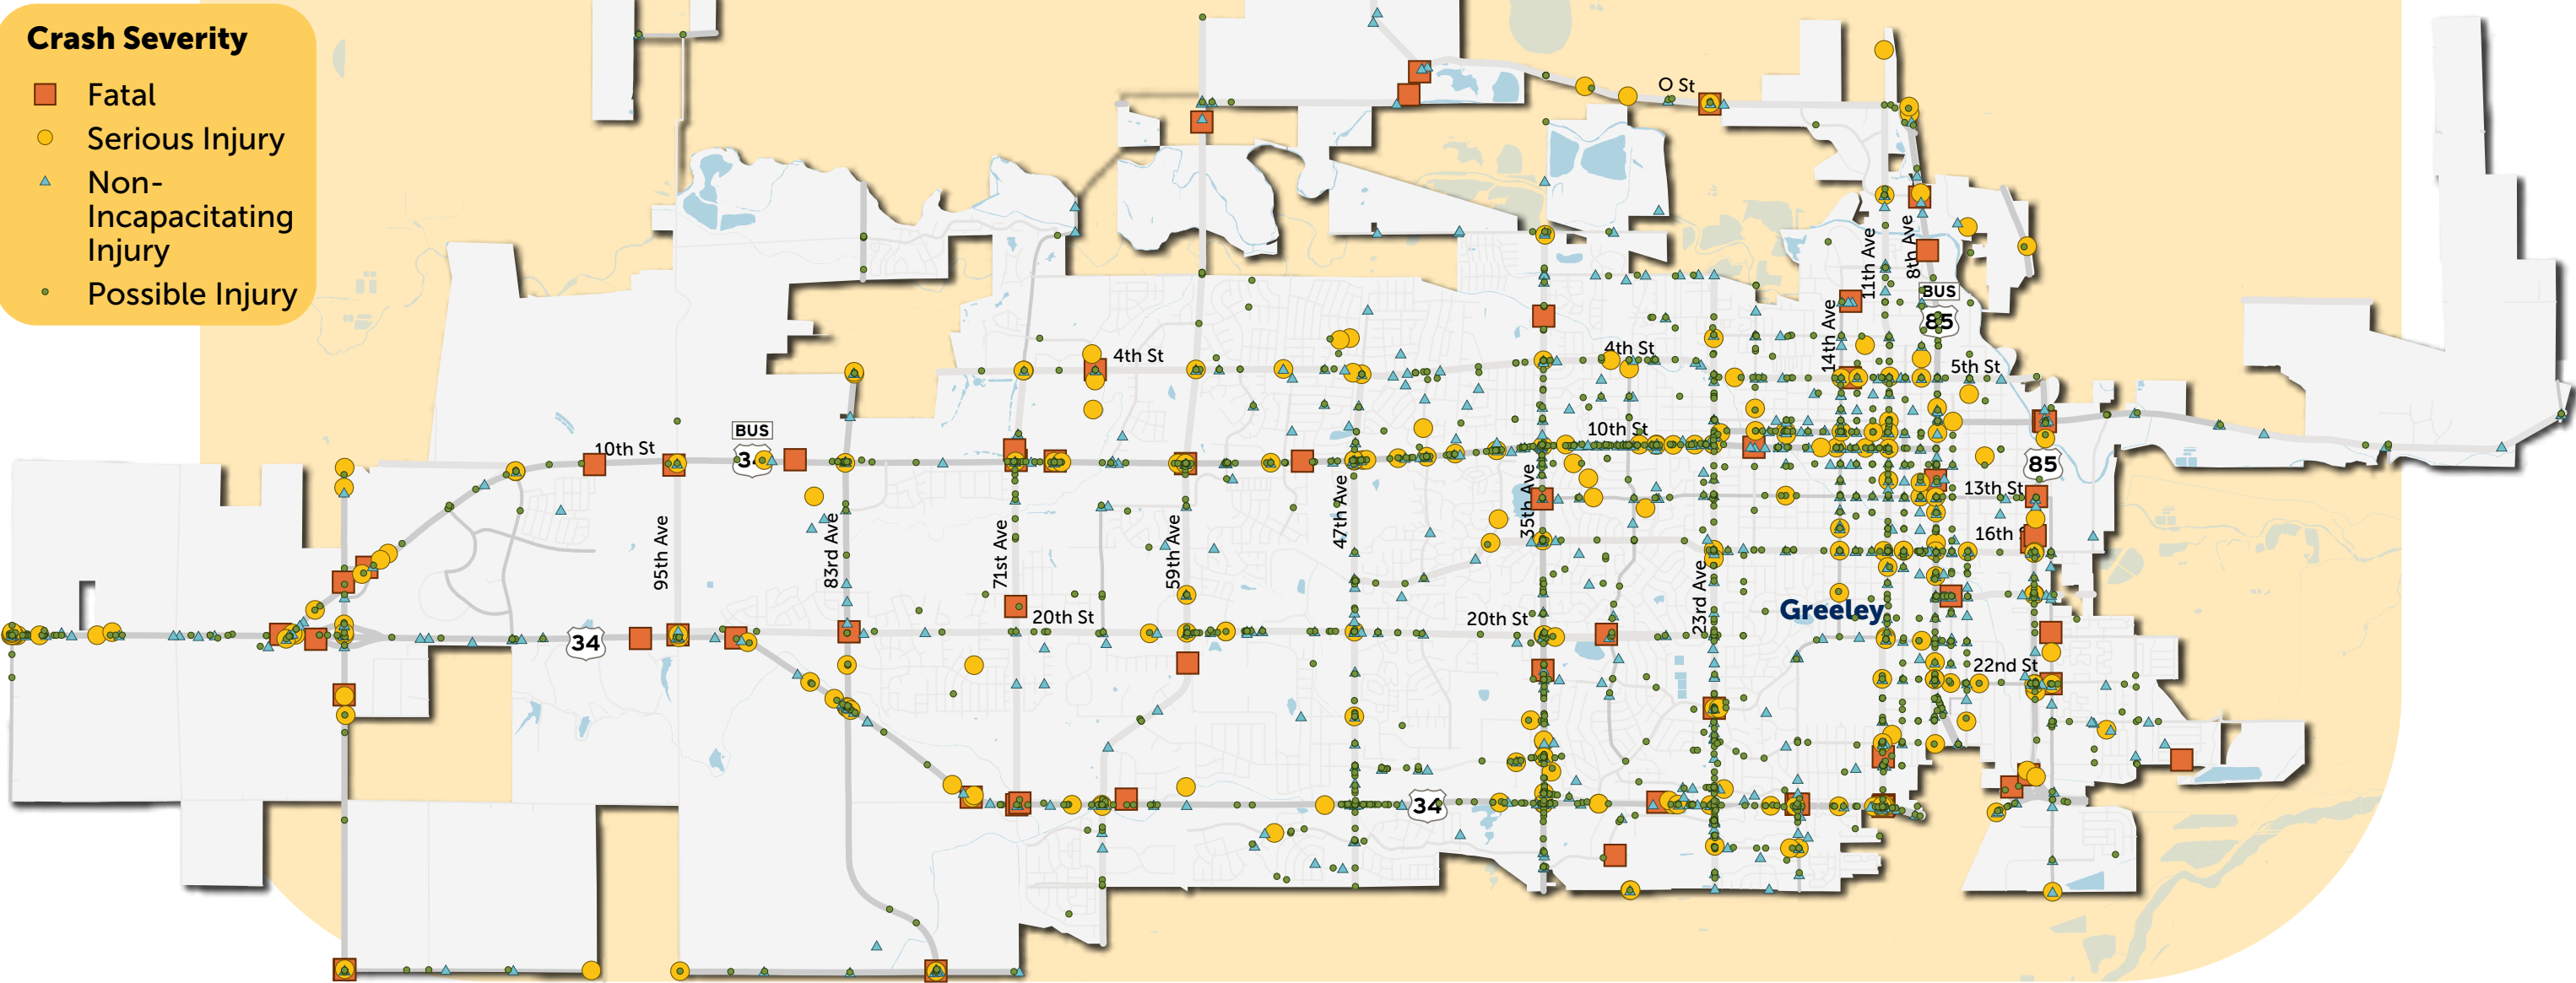 Crash Severity
Fatal
Serious Injury
Non-
Incapacitating
Injury
Possible Injury
O St
11th Ave
8th Ave
BUS
85
14th Ave
4th St
4th St
5th St
BUS
34
10th St
10th St
85
13th St
16th
95th Ave
83rd Ave
71st Ave
59th Ave
47th Ave
35th Ave
23rd Ave
Greeley
20th St
20th St
34
22nd St
34